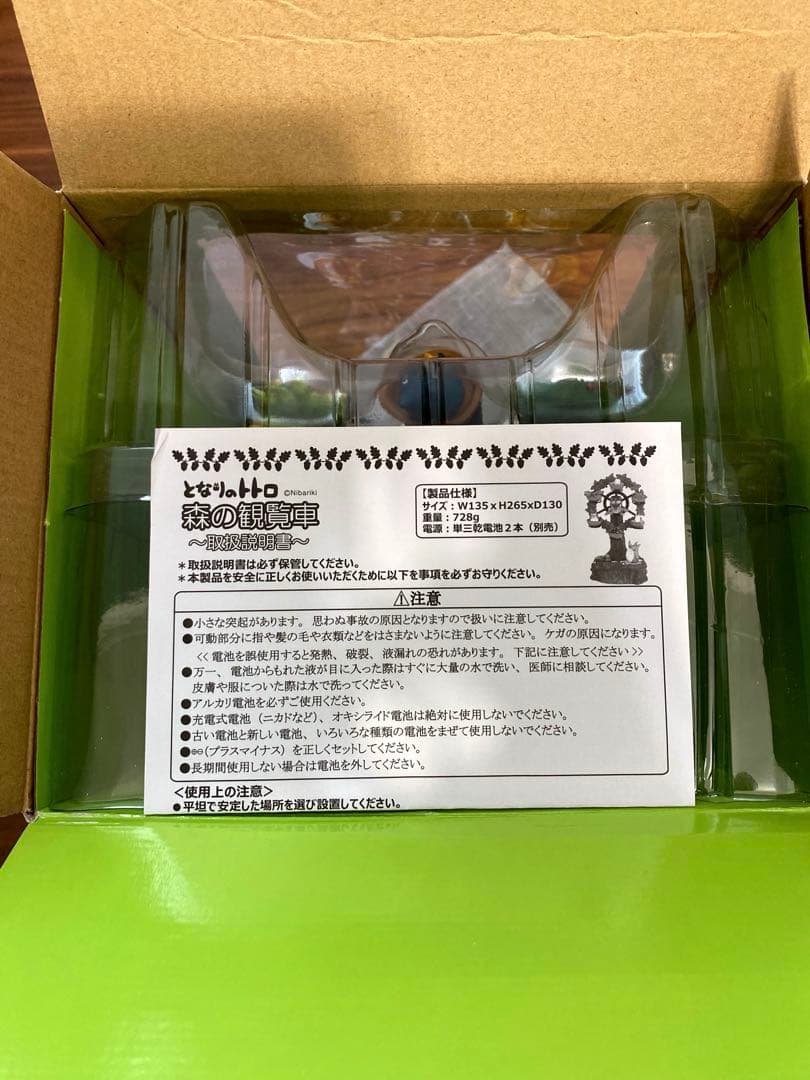 となりのトトロ ©Nibariki
森の観覧車
～取扱説明書～
【製品仕様】
サイズ：W135ｘH265xD130
重量：728g
電源：単三乾電池２本（別売）
＊取扱説明書は必ず保管してください。
＊本製品を安全に正しくお使いいただくために以下を事項を必ずお守りください。
⚠注意
●小さな突起があります。思わぬ事故の原因となりますので扱いに注意してください。
●可動部分に指や髪の毛や衣類などをはさまないように注意してください。ケガの原因になります。
<< 電池を誤使用すると発熱、破裂、液漏れの恐れがあります。下記に注意してください >>
●万一、電池からもれた液が目に入った際はすぐに大量の水で洗い、医師に相談してください。
皮膚や服についた際は水で洗ってください。
●アルカリ電池を必ずご使用ください。
●充電式電池（ニカドなど）、オキシライド電池は絶対に使用しないでください。
●古い電池と新しい電池、いろいろな種類の電池をまぜて使用しないでください。
●⊕⊖(プラスマイナス）を正しくセットしてください。
●長期間使用しない場合は電池を外してください。
＜使用上の注意＞
●平坦で安定した場所を選び設置してください。